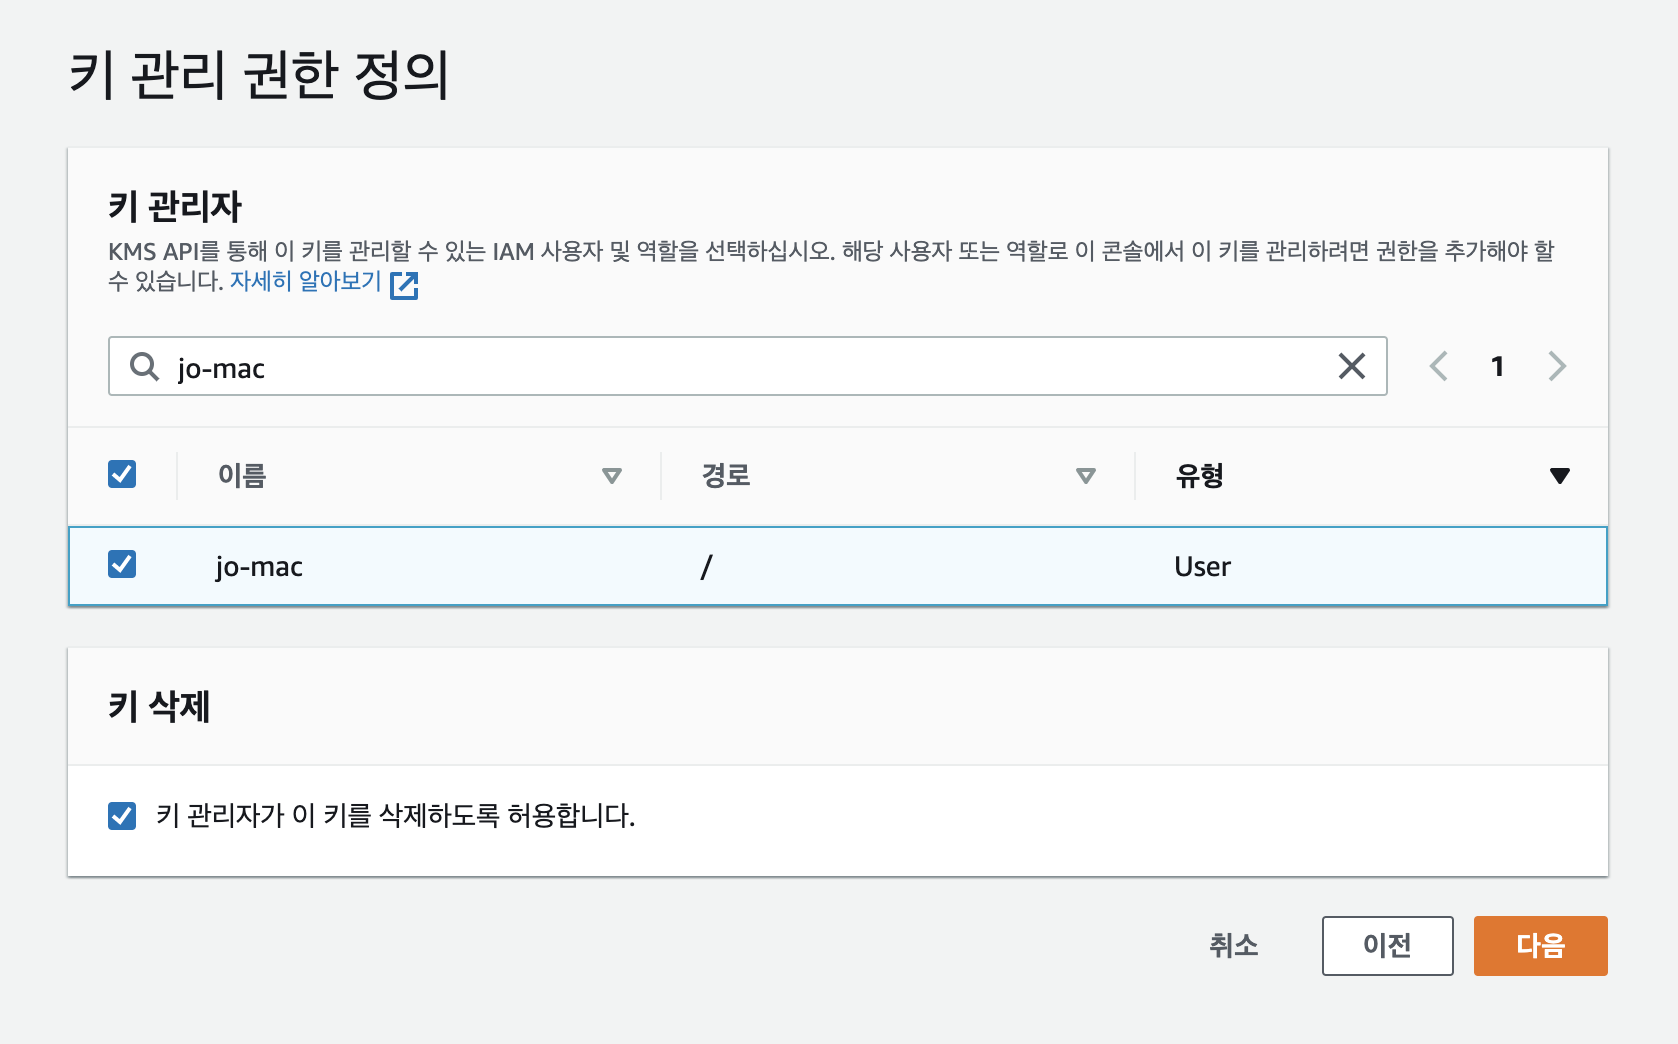 키 관리 권한 정의
키 관리자
KMS API를 통해 이 키를 관리할 수 있는 IAM 사용자 및 역할을 선택하십시오. 해당 사용자 또는 역할로 이 콘솔에서 이 키를 관리하려면 권한을 추가해야 할
수 있습니다. 자세히 알아보기
jo-mac
1
이름 경로 유형
jo-mac / User
키 삭제
키 관리자가 이 키를 삭제하도록 허용합니다.
취소 이전 다음